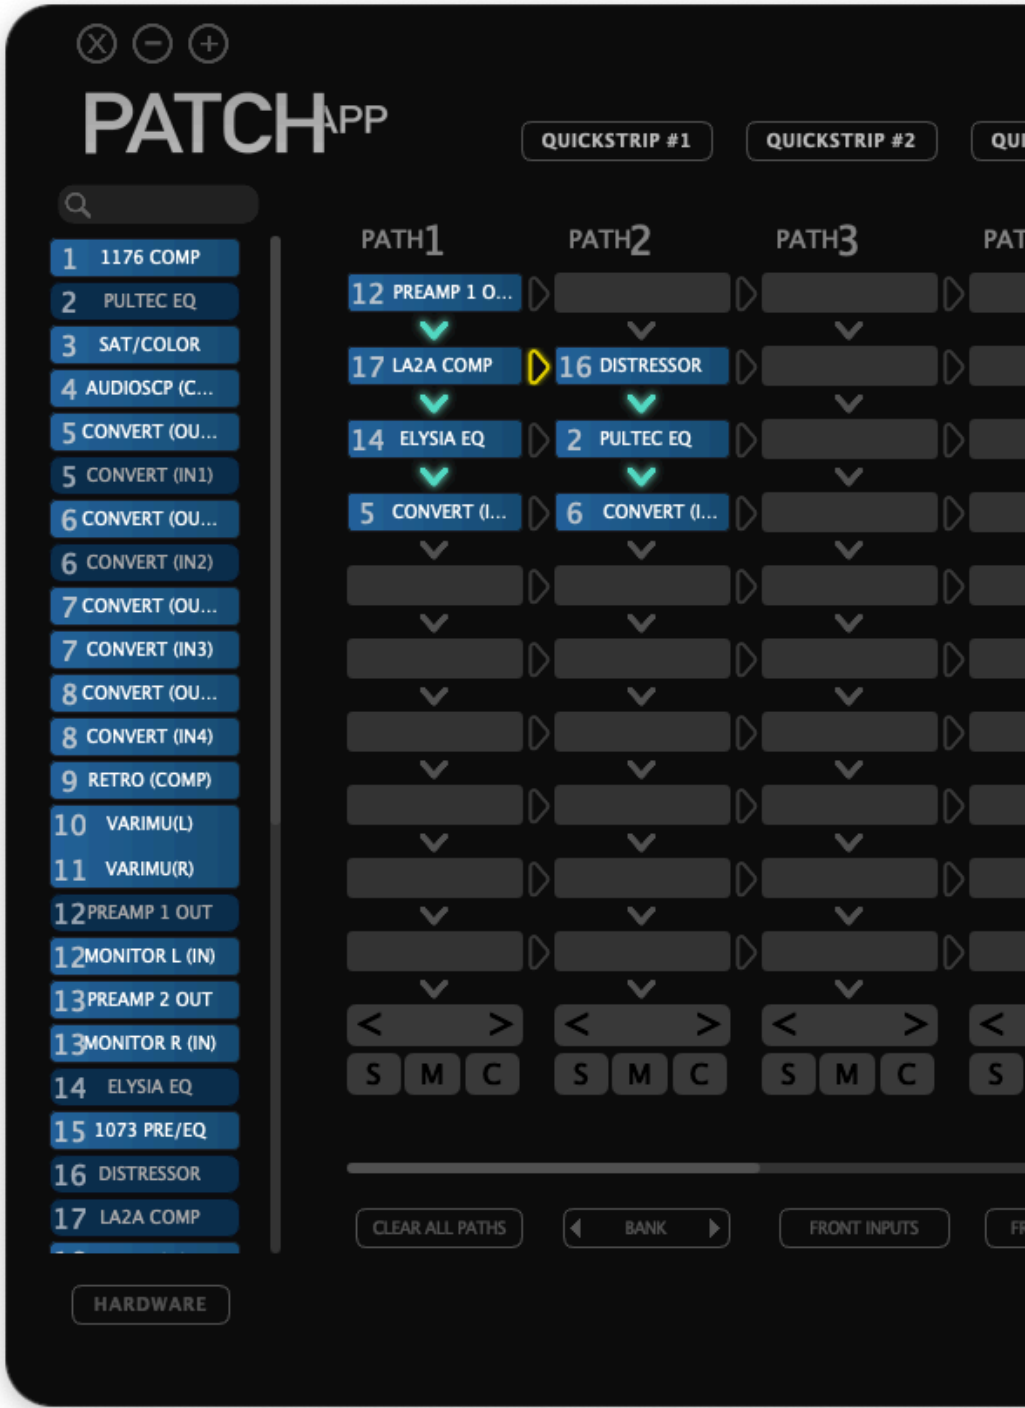 PATCHAPP
QUICKSTRIP #1
QUICKSTRIP #2
QUI
1 1176 COMP
2 PULTEC EQ
3 SAT/COLOR
4 AUDIOSCP (C...
5 CONVERT (OU...
5 CONVERT (IN1)
6 CONVERT (OU...
6 CONVERT (IN2)
7 CONVERT (OU...
7 CONVERT (IN3)
8 CONVERT (OU...
8 CONVERT (IN4)
9 RETRO (COMP)
10 VARIMU(L)
11 VARIMU(R)
12 PREAMP 1 OUT
12 MONITOR L (IN)
13 PREAMP 2 OUT
13 MONITOR R (IN)
14 ELYSIA EQ
15 1073 PRE/EQ
16 DISTRESSOR
17 LA2A COMP
HARDWARE
PATH1
12 PREAMP 1 O...
17 LA2A COMP
14 ELYSIA EQ
5 CONVERT (I...
< >
S M C
PATH2
16 DISTRESSOR
2 PULTEC EQ
6 CONVERT (I...
< >
S M C
PATH3
< >
S M C
PAT
<
S
CLEAR ALL PATHS
BANK
FRONT INPUTS
FR